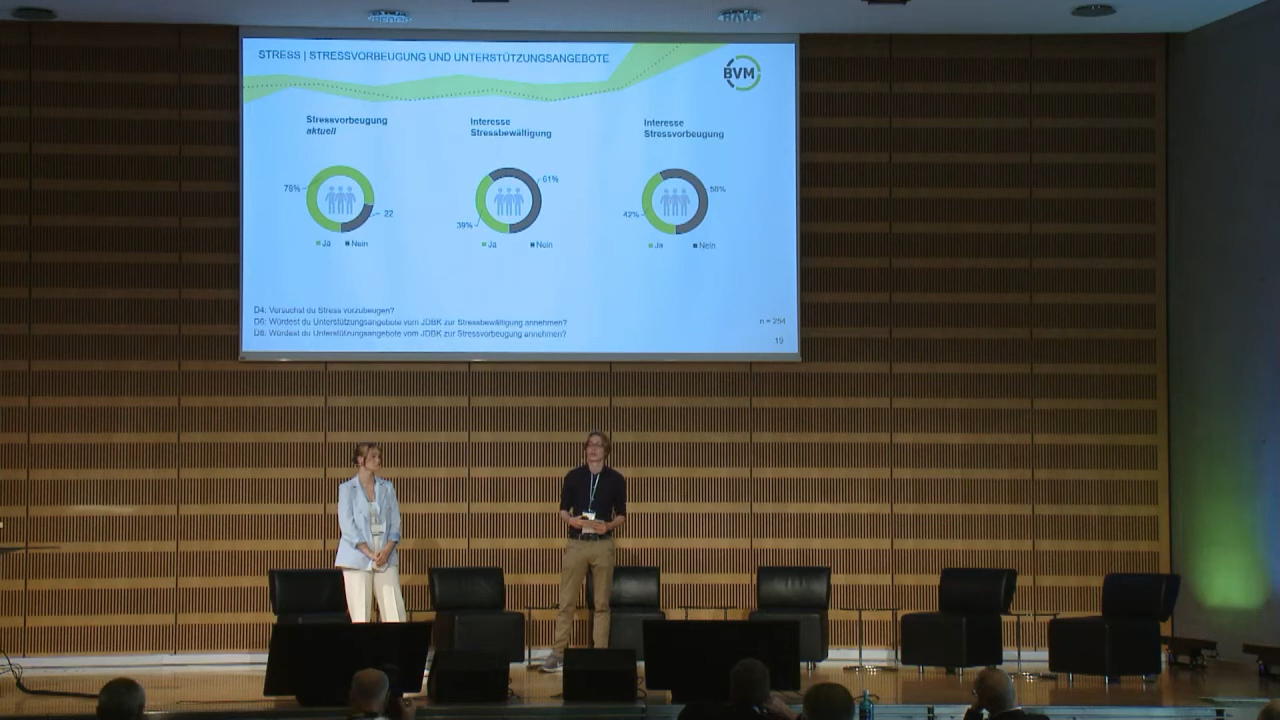 STRESS | STRESSVORBEUGUNG UND UNTERSTÜTZUNGSANGEBOTE
BVM
Stressvorbeugung
aktuell
78%
22
Ja Nein
Interesse
Stressbewältigung
61%
39%
Ja Nein
Interesse
Stressvorbeugung
58%
42%
Ja Nein
D4: Versuchst du Stress vorzubeugen?
D6: Würdest du Unterstützungsangebote vom JDBK zur Stressbewältigung annehmen?
D8: Würdest du Unterstützungsangebote vom JDBK zur Stressvorbeugung annehmen?
n = 254
19